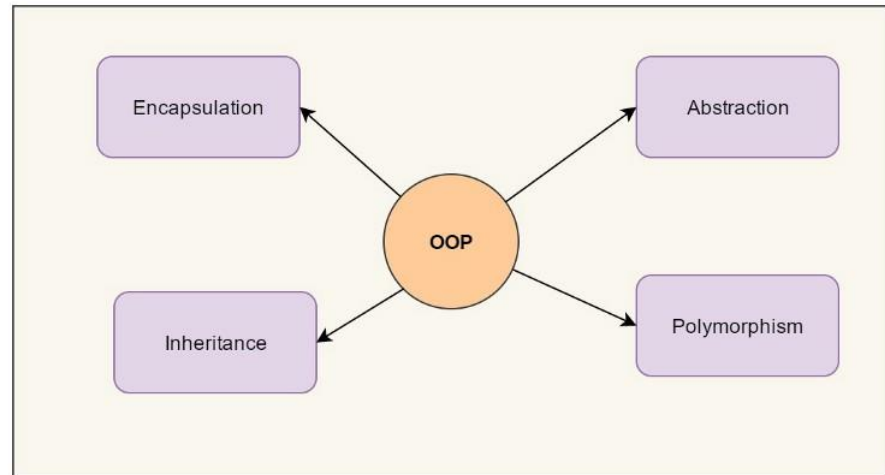 Encapsulation
Abstraction
OOP
Inheritance
Polymorphism